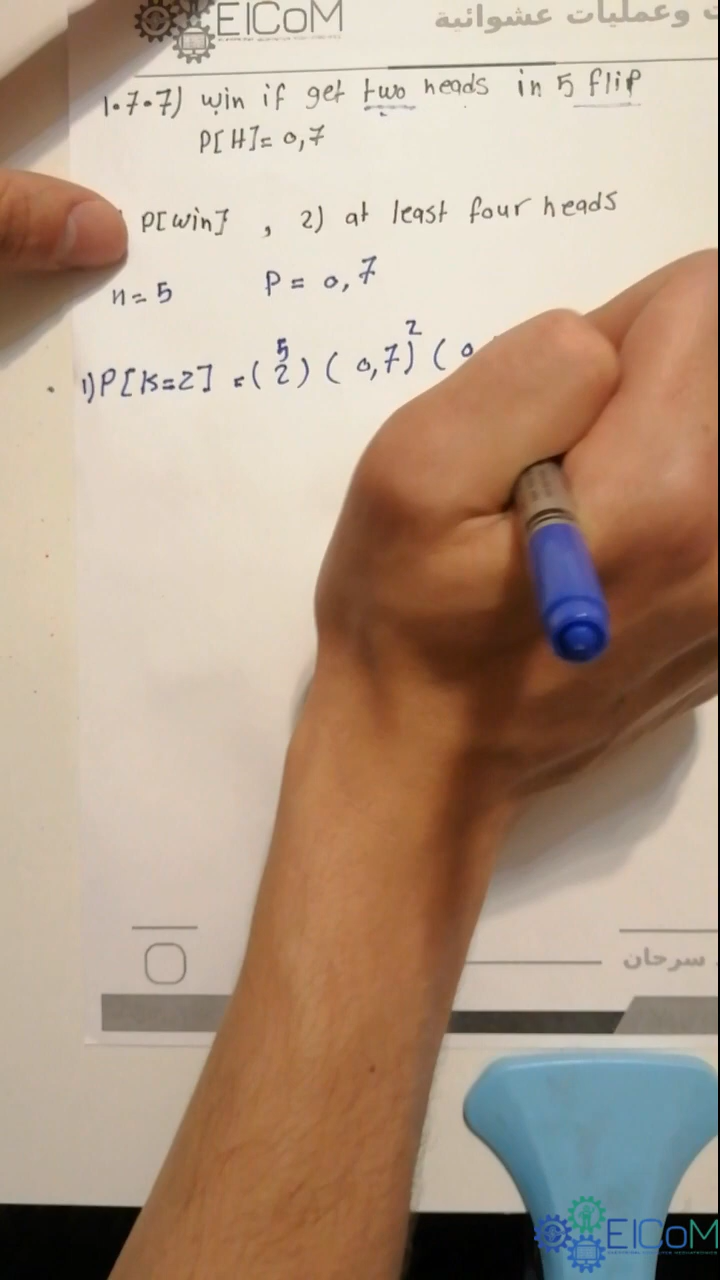 EICoM
وعمليات عشوائية
1.7.7) win if get two heads in 5 flip
P[H]= 0,7
P[win] , 2) at least four heads
n=5 P = 0,7
1) P[K=2] = (5 2) ( 0,7)2 ( 0
سرحان
EICoM